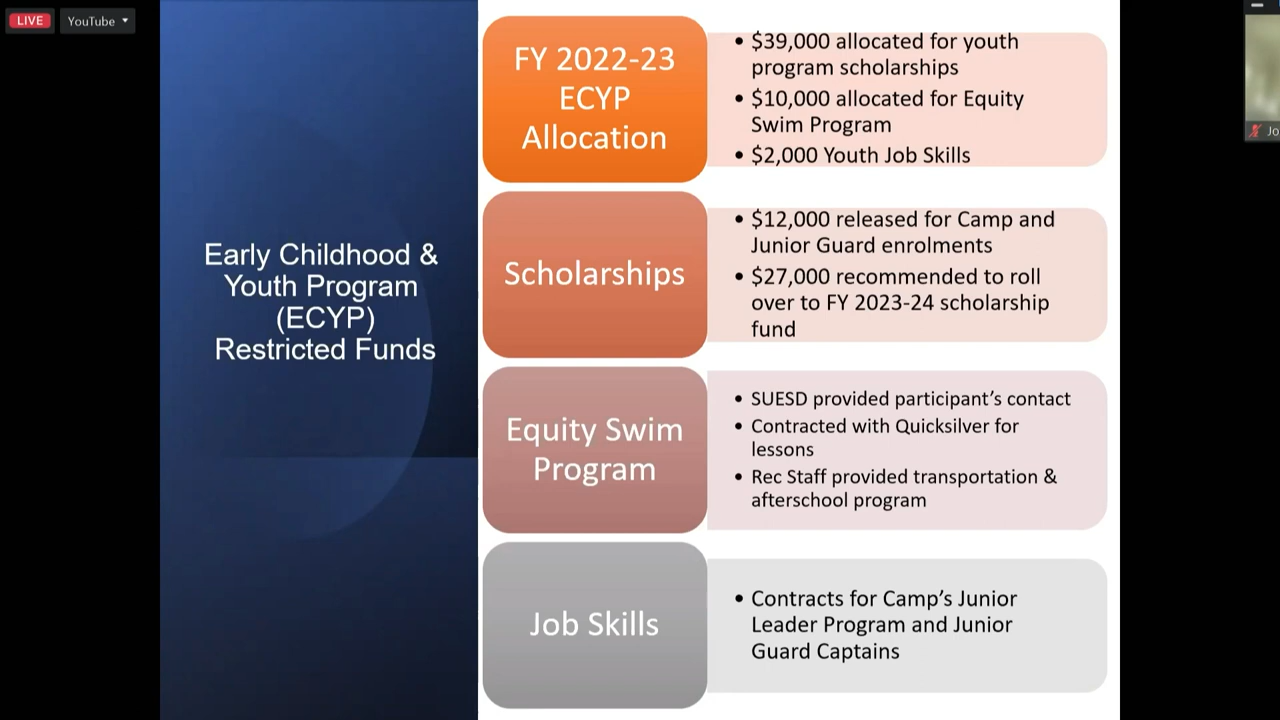 LIVE
YouTube
Early Childhood &
Youth Program
(ECYP)
Restricted Funds
FY 2022-23
ECYP
Allocation
• $39,000 allocated for youth
program scholarships
• $10,000 allocated for Equity
Swim Program
• $2,000 Youth Job Skills
Scholarships
• $12,000 released for Camp and
Junior Guard enrolments
• $27,000 recommended to roll
over to FY 2023-24 scholarship
fund
Equity Swim
Program
• SUESD provided participant’s contact
• Contracted with Quicksilver for
lessons
• Rec Staff provided transportation &
afterschool program
Job Skills
• Contracts for Camp’s Junior
Leader Program and Junior
Guard Captains
Jo